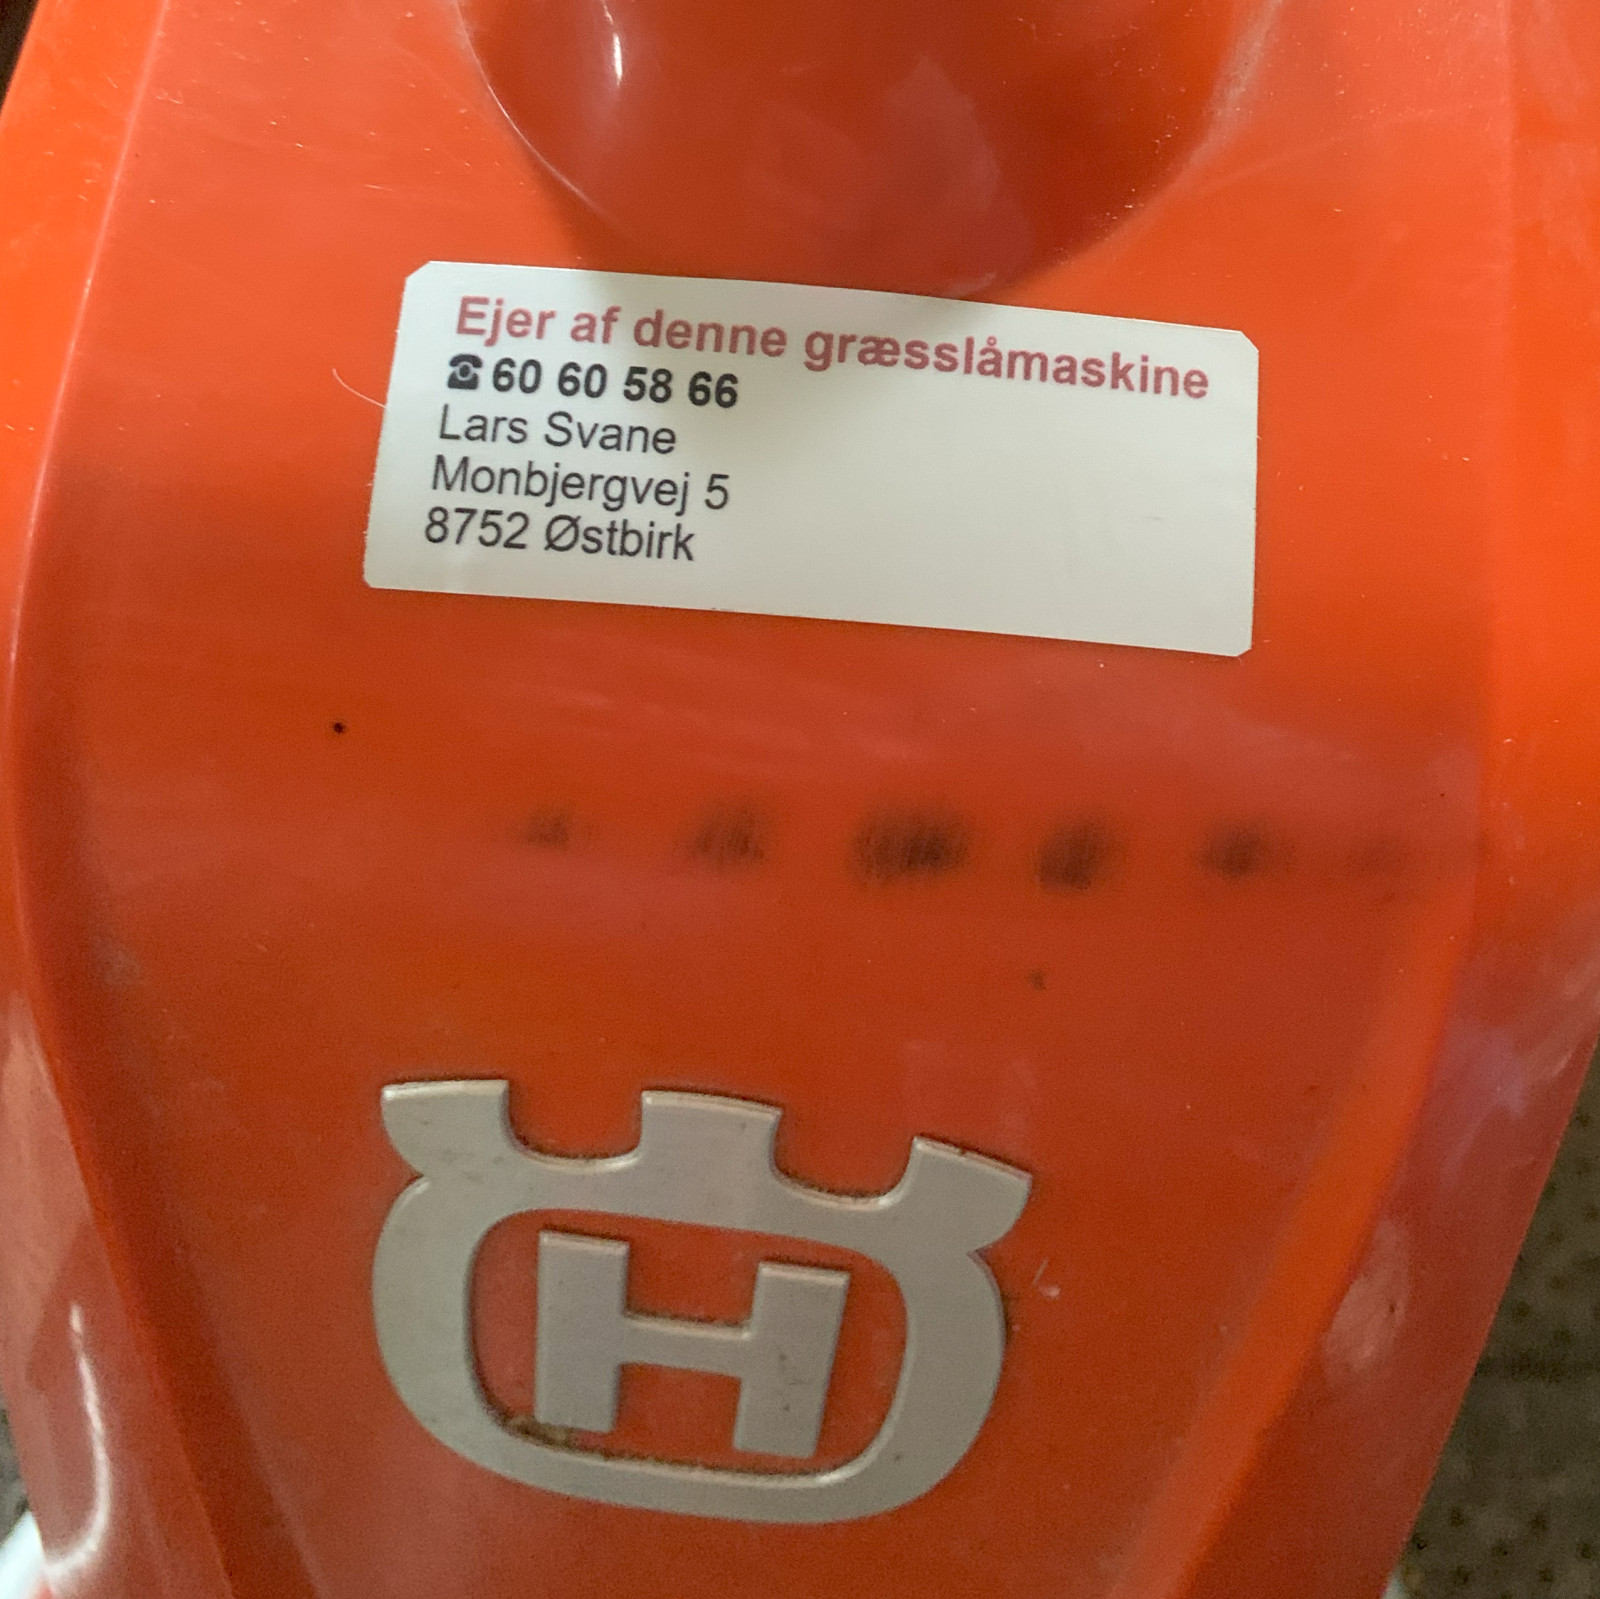 Ejer af denne græsslåmaskine
☎ 60 60 58 66
Lars Svane
Monbjergvej 5
8752 Østbirk
H